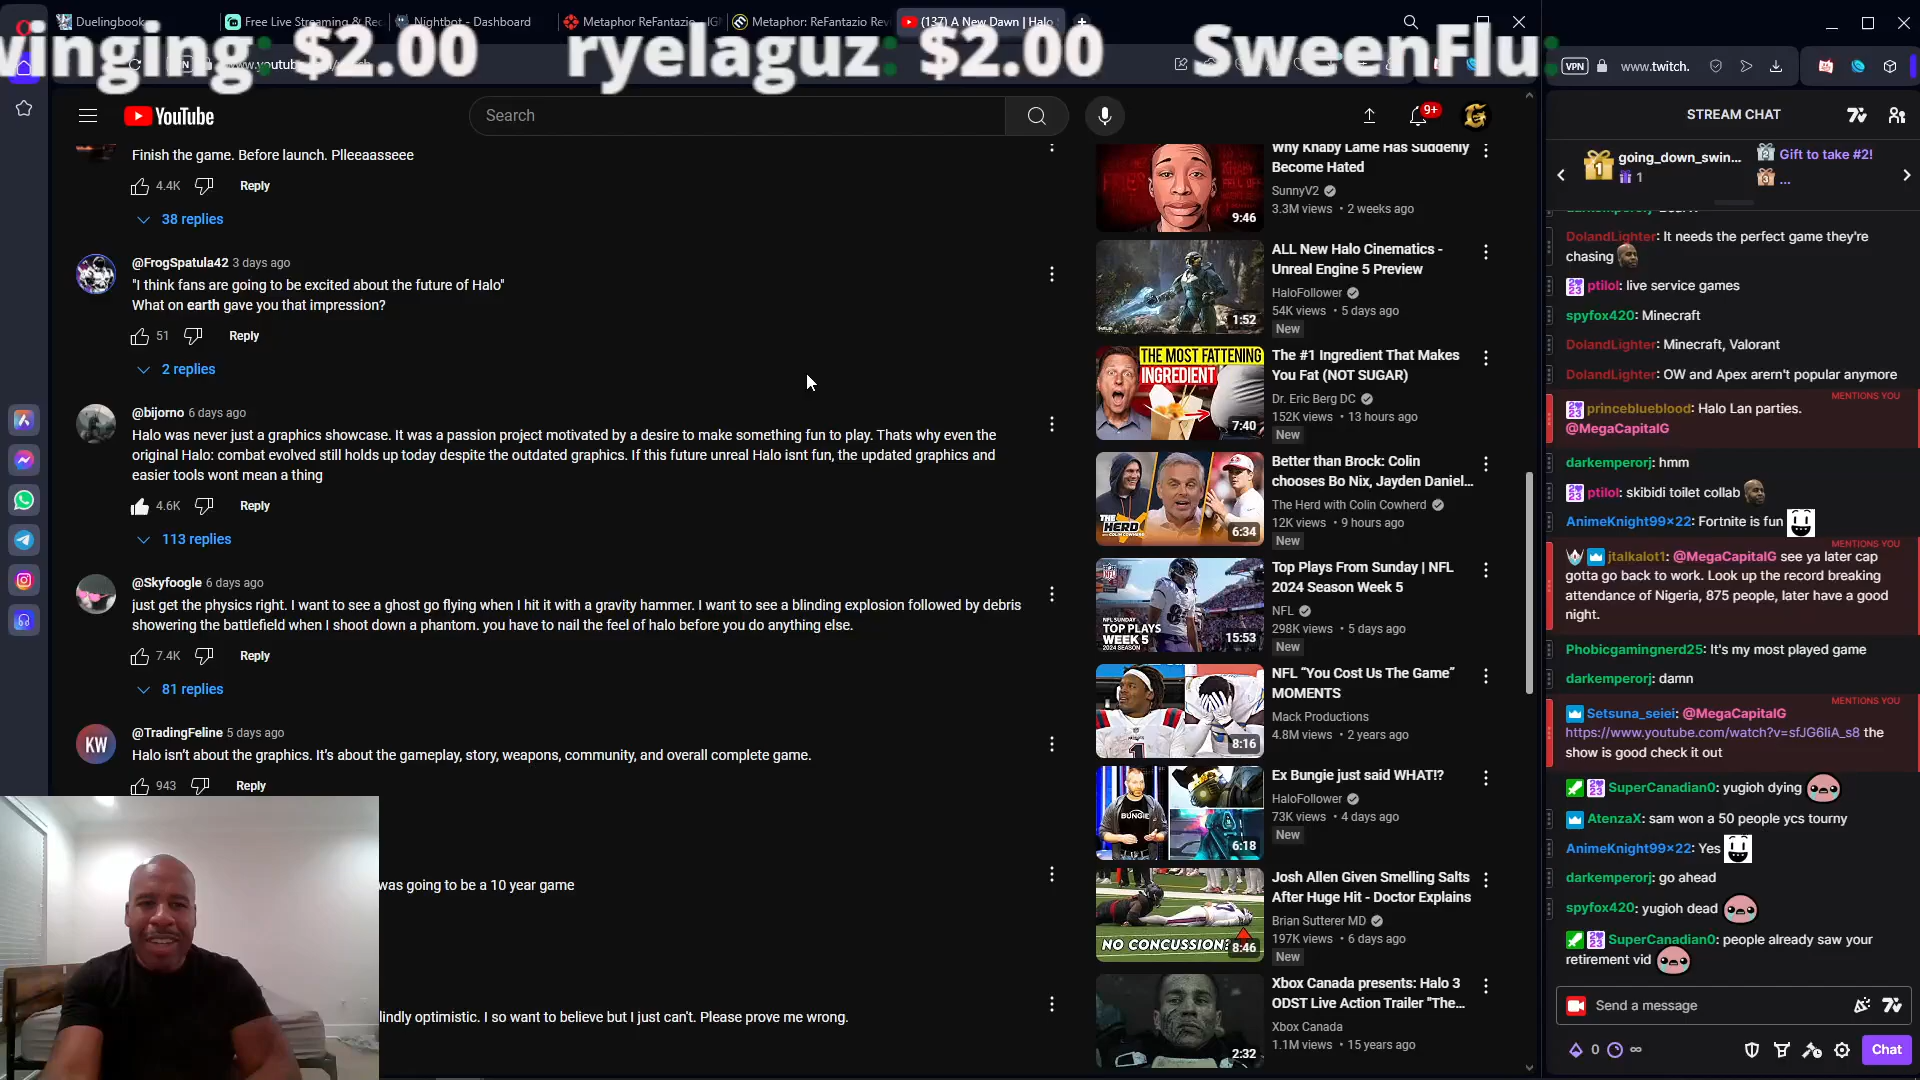 Duelingbook
Free Live Streaming & Re
Nightbot - Dashboard
Metaphor ReFantazio
Metaphor: ReFantazio Rev
(137) A New Dawn | Halo
winging: $2.00
ryelaguz: $2.00
SweenFlu:
VPN
www.twitch.
YouTube
Search
9+
Finish the game. Before launch. Plleeaasseee
4.4K
Reply
38 replies
@FrogSpatula42 3 days ago
"I think fans are going to be excited about the future of Halo"
What on earth gave you that impression?
51
Reply
2 replies
@bijorno 6 days ago
Halo was never just a graphics showcase. It was a passion project motivated by a desire to make something fun to play. Thats why even the
original Halo: combat evolved still holds up today despite the outdated graphics. If this future unreal Halo isnt fun, the updated graphics and
easier tools wont mean a thing
4.6K
Reply
113 replies
@Skyfoogle 6 days ago
just get the physics right. I want to see a ghost go flying when I hit it with a gravity hammer. I want to see a blinding explosion followed by debris
showering the battlefield when I shoot down a phantom. you have to nail the feel of halo before you do anything else.
7.4K
Reply
81 replies
KW
@TradingFeline 5 days ago
Halo isn't about the graphics. It's about the gameplay, story, weapons, community, and overall complete game.
943
Reply
was going to be a 10 year game
lindly optimistic. I so want to believe but I just can't. Please prove me wrong.
Why Khaby Lame Has Suddenly
Become Hated
SunnyV2
3.3M views • 2 weeks ago
9:46
ALL New Halo Cinematics -
Unreal Engine 5 Preview
HaloFollower
54K views • 5 days ago
New
1:52
THE MOST FATTENING
INGREDIENT
7:40
The #1 Ingredient That Makes
You Fat (NOT SUGAR)
Dr. Eric Berg DC
152K views • 13 hours ago
New
THE
HERD
6:34
Better than Brock: Colin
chooses Bo Nix, Jayden Daniel...
The Herd with Colin Cowherd
12K views • 9 hours ago
New
NFL SUNDAY
TOP PLAYS
WEEK 5
2024 SEASON
15:53
Top Plays From Sunday | NFL
2024 Season Week 5
NFL
298K views • 5 days ago
New
8:16
NFL “You Cost Us The Game”
MOMENTS
Mack Productions
4.8M views • 2 years ago
BUNGIE
6:18
Ex Bungie just said WHAT!?
HaloFollower
73K views • 4 days ago
New
NO CONCUSSION?
8:46
Josh Allen Given Smelling Salts
After Huge Hit - Doctor Explains
Brian Sutterer MD
197K views • 6 days ago
New
2:32
Xbox Canada presents: Halo 3
ODST Live Action Trailer "The...
Xbox Canada
1.1M views • 15 years ago
STREAM CHAT
1
going_down_swin...
1
2
Gift to take #2!
3
...
DolandLighter: It needs the perfect game they're
chasing
ptilol: live service games
spyfox420: Minecraft
DolandLighter: Minecraft, Valorant
DolandLighter: OW and Apex arern't popular anymore
MENTIONS YOU
princeblueblood: Halo Lan parties.
@MegaCapitalG
darkemperorj: hmm
ptilol: skibidi toilet collab
AnimeKnight99x22: Fortnite is fun
MENTIONS YOU
jtalkalot1: @MegaCapitalG see ya later cap
gotta go back to work. Look up the record breaking
attendance of Nigeria, 875 people, later have a good
night.
Phobicgamingnerd25: It's my most played game
darkemperorj: damn
MENTIONS YOU
Setsuna_seiei: @MegaCapitalG
https://www.youtube.com/watch?v=sfJG6IiA_s8 the
show is good check it out
SuperCanadian0: yugioh dying
AtenzaX: sam won a 50 people ycs tourny
AnimeKnight99x22: Yes
darkemperorj: go ahead
spyfox420: yugioh dead
SuperCanadian0: people already saw your
retirement vid
Send a message
0
∞
Chat